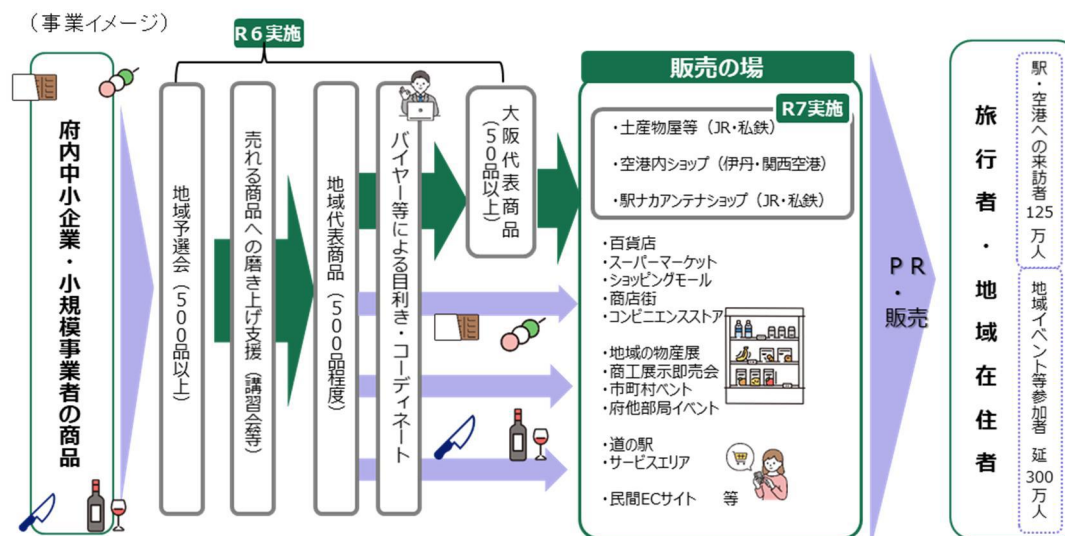 （事業イメージ）
R６実施
府内中小企業・小規模事業者の商品
地域予選会（５００品以上）
売れる商品への磨き上げ支援（講習会等）
地域代表商品（５００品程度）
バイヤー等による目利き・コーディネート
大阪代表商品
（５０品以上）
販売の場
R7実施
・土産物屋等（JR・私鉄）
・空港内ショップ（伊丹・関西空港）
・駅ナカアンテナショップ（JR・私鉄）
・百貨店
・スーパーマーケット
・ショッピングモール
・商店街
・コンビニエンスストア
・地域の物産展
・商工展示即売会
・市町村ベント
・府他部局イベント
・道の駅
・サービスエリア
・民間ECサイト　等
ＰＲ
・
販売
旅行者・地域在住者
駅・空港への来訪者
125
万人
地域イベント等参加者　延
300
万人